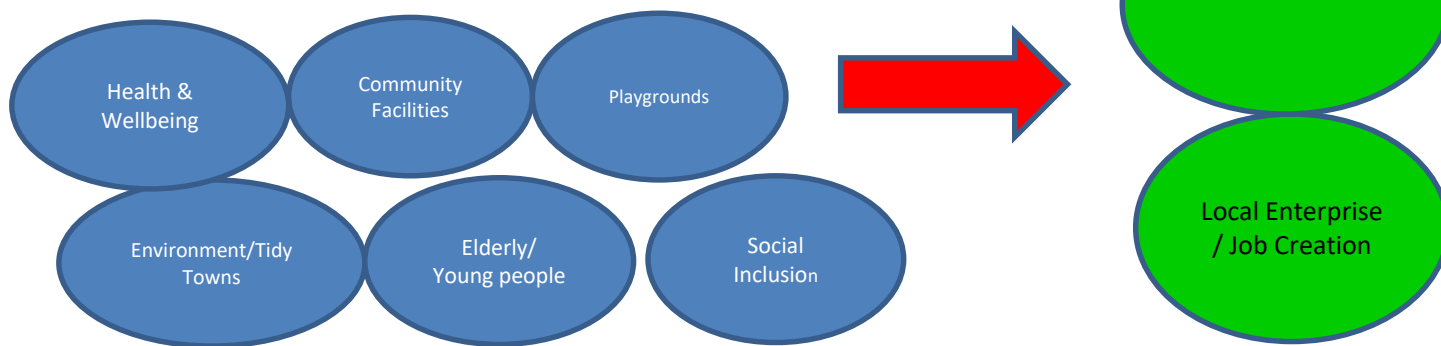 Health &
Wellbeing
Community
Facilities
Playgrounds
Environment/Tidy
Towns
Elderly/
Young people
Social
Inclusion
Local Enterprise
/ Job Creation